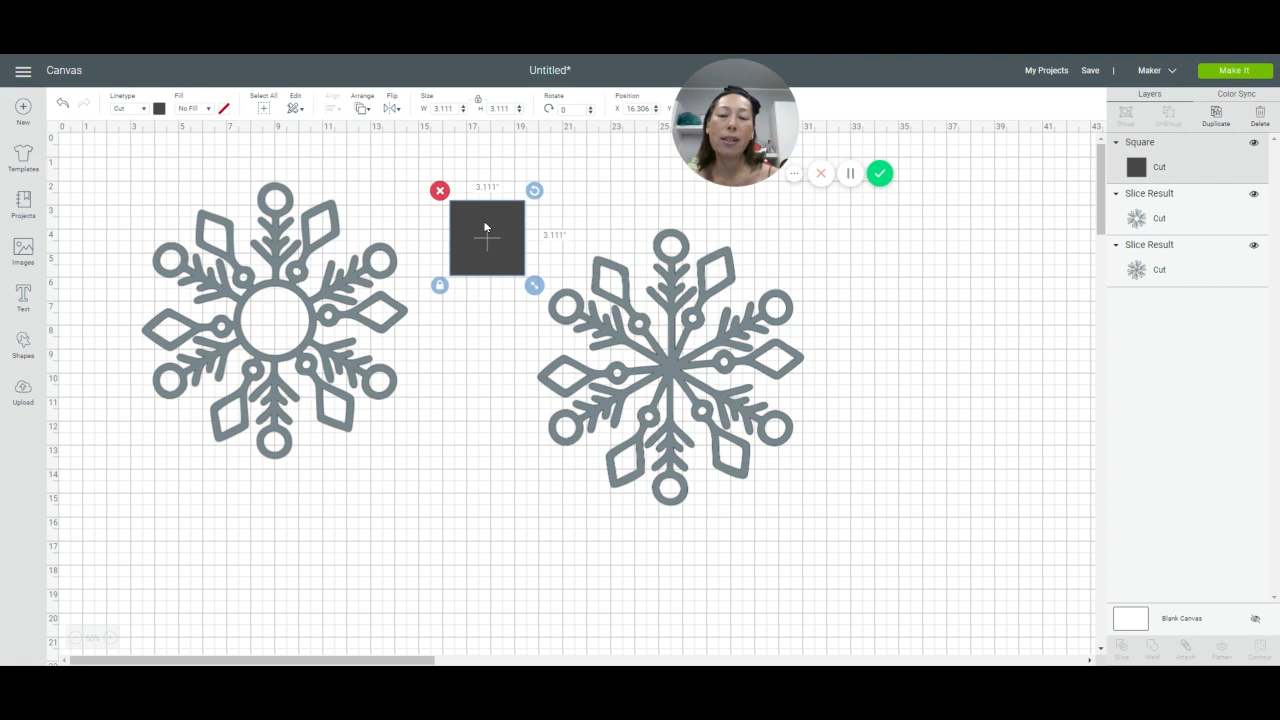 Canvas
Untitled*
My Projects
Save
|
Maker
Make It
Linetype
Cut
Fill
No Fill
Select All
Edit
Align
Arrange
Flip
Size
W 3.111
H 3.111
Rotate
0
Position
X 16.306
Y
Layers
Color Sync
Group
UnGroup
Duplicate
Delete
0 1 3 5 7 9 11 13 15 17 19 21 23 25 31 33 35 37 39 41 43
0
1
2
3
4
5
6
7
8
9
10
11
12
13
14
15
16
17
18
19
20
21
New
Templates
Projects
Images
Text
Shapes
Upload
3.111"
3.111"
50%
Square
Cut
Slice Result
Cut
Slice Result
Cut
Blank Canvas
Slice
Weld
Attach
Flatten
Contour